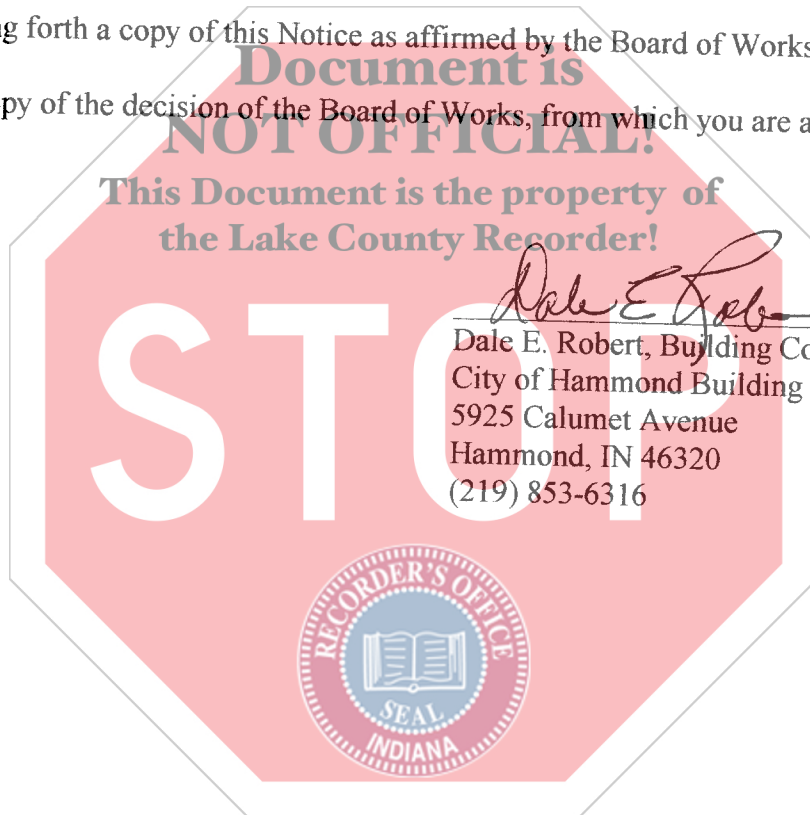 ng forth a copy of this Notice as affirmed by the Board of Works
Document is
py of the decision of the Board of Works, from which you are a
NOT OFFICIAL!
This Document is the property of
the Lake County Recorder!
Dale E Robe
Dale E. Robert, Building Co
City of Hammond Building
5925 Calumet Avenue
Hammond, IN 46320
(219) 853-6316
STOP
RECORDER'S OFFICE
SEAL
INDIANA